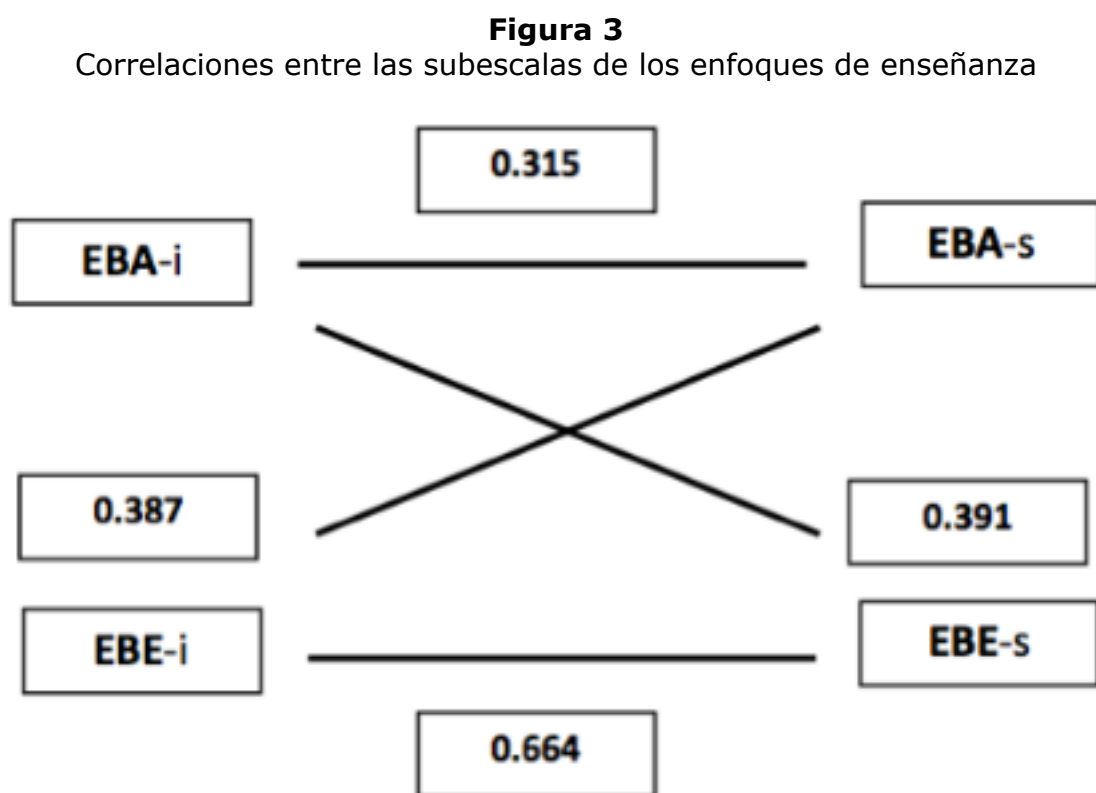 Figura 3
Correlaciones entre las subescalas de los enfoques de enseñanza
0.315
EBA-i
EBA-s
0.387
0.391
EBE-i
EBE-s
0.664